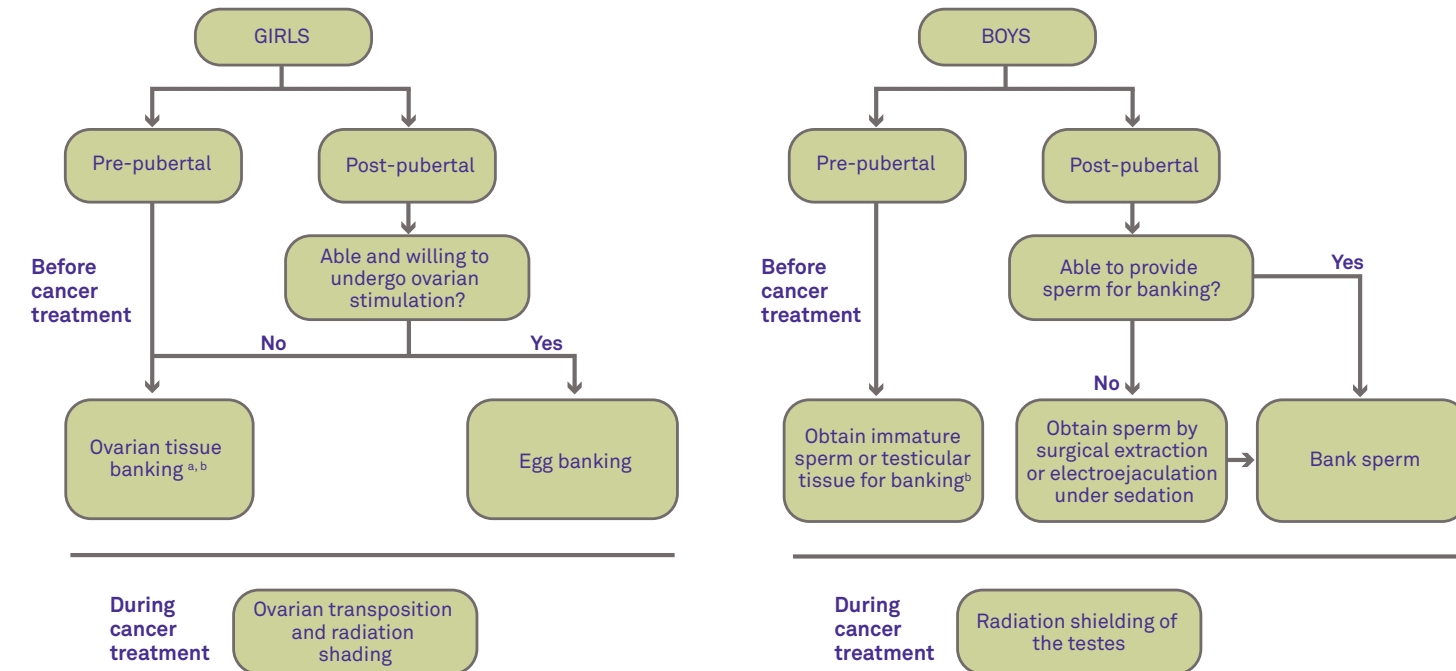 GIRLS
Pre-pubertal
Post-pubertal
Before
cancer
treatment
Able and willing to
undergo ovarian
stimulation?
No
Yes
Ovarian tissue
banking a, b
Egg banking
During
cancer
treatment
Ovarian transposition
and radiation
shading
BOYS
Pre-pubertal
Post-pubertal
Before
cancer
treatment
Able to provide
sperm for banking?
Yes
No
Obtain immature
sperm or testicular
tissue for banking b
Obtain sperm by
surgical extraction
or electroejaculation
under sedation
Bank sperm
During
cancer
treatment
Radiation shielding of
the testes